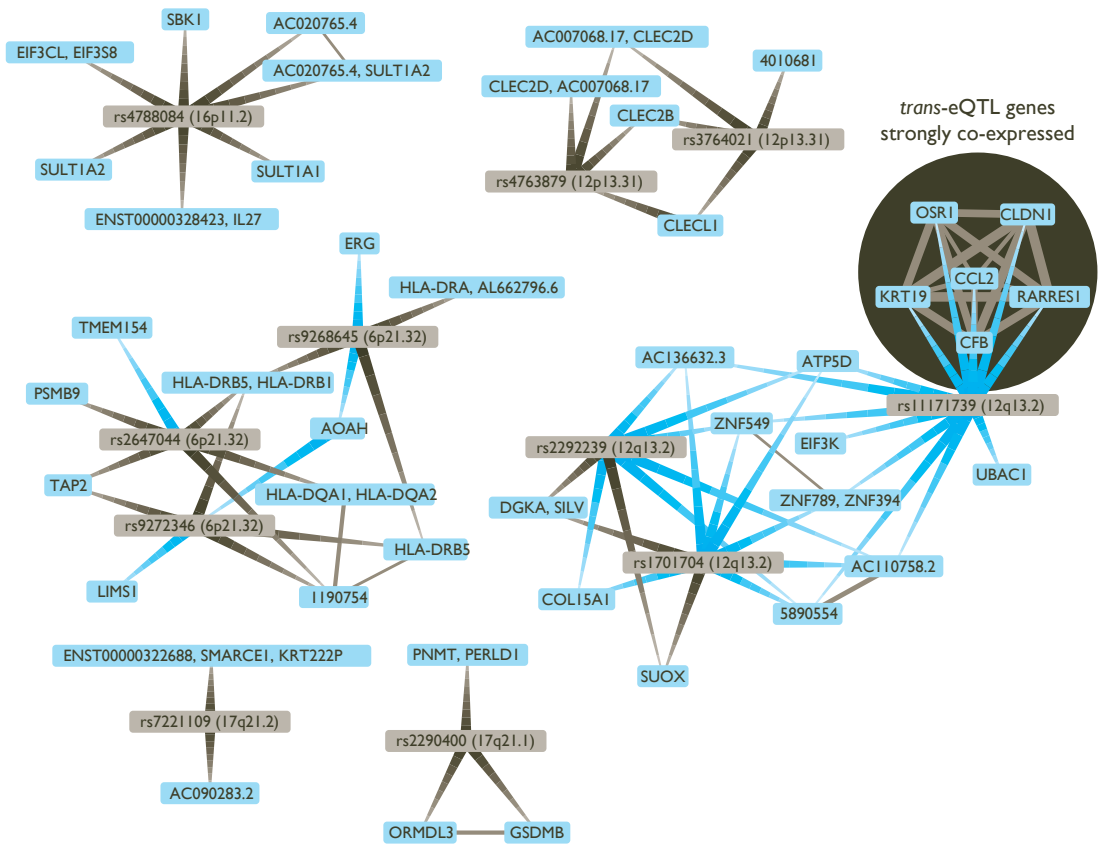 SBK1
AC020765.4
EIF3CL, EIF3S8
AC020765.4, SULT1A2
rs4788084 (16p11.2)
SULT1A2
SULT1A1
ENST00000328423, IL27
AC007068.17, CLEC2D
4010681
CLEC2D, AC007068.17
CLEC2B
rs3764021 (12p13.31)
rs4763879 (12p13.31)
CLECL1
trans-eQTL genes
strongly co-expressed
OSR1
CLDN1
CCL2
KRT19
RARRES1
CFB
ERG
HLA-DRA, AL662796.6
TMEM154
rs9268645 (6p21.32)
HLA-DRB5, HLA-DRB1
PSMB9
AOAH
rs2647044 (6p21.32)
TAP2
HLA-DQA1, HLA-DQA2
rs9272346 (6p21.32)
HLA-DRB5
LIMS1
1190754
AC136632.3
ATP5D
rs11171739 (12q13.2)
ZNF549
EIF3K
rs2292239 (12q13.2)
UBAC1
DGKA, SILV
ZNF789, ZNF394
rs1701704 (12q13.2)
AC110758.2
COL15A1
5890554
SUOX
ENST00000322688, SMARCE1, KRT222P
rs7221109 (17q21.2)
AC090283.2
PNMT, PERLD1
rs2290400 (17q21.1)
ORMDL3
GSDMB